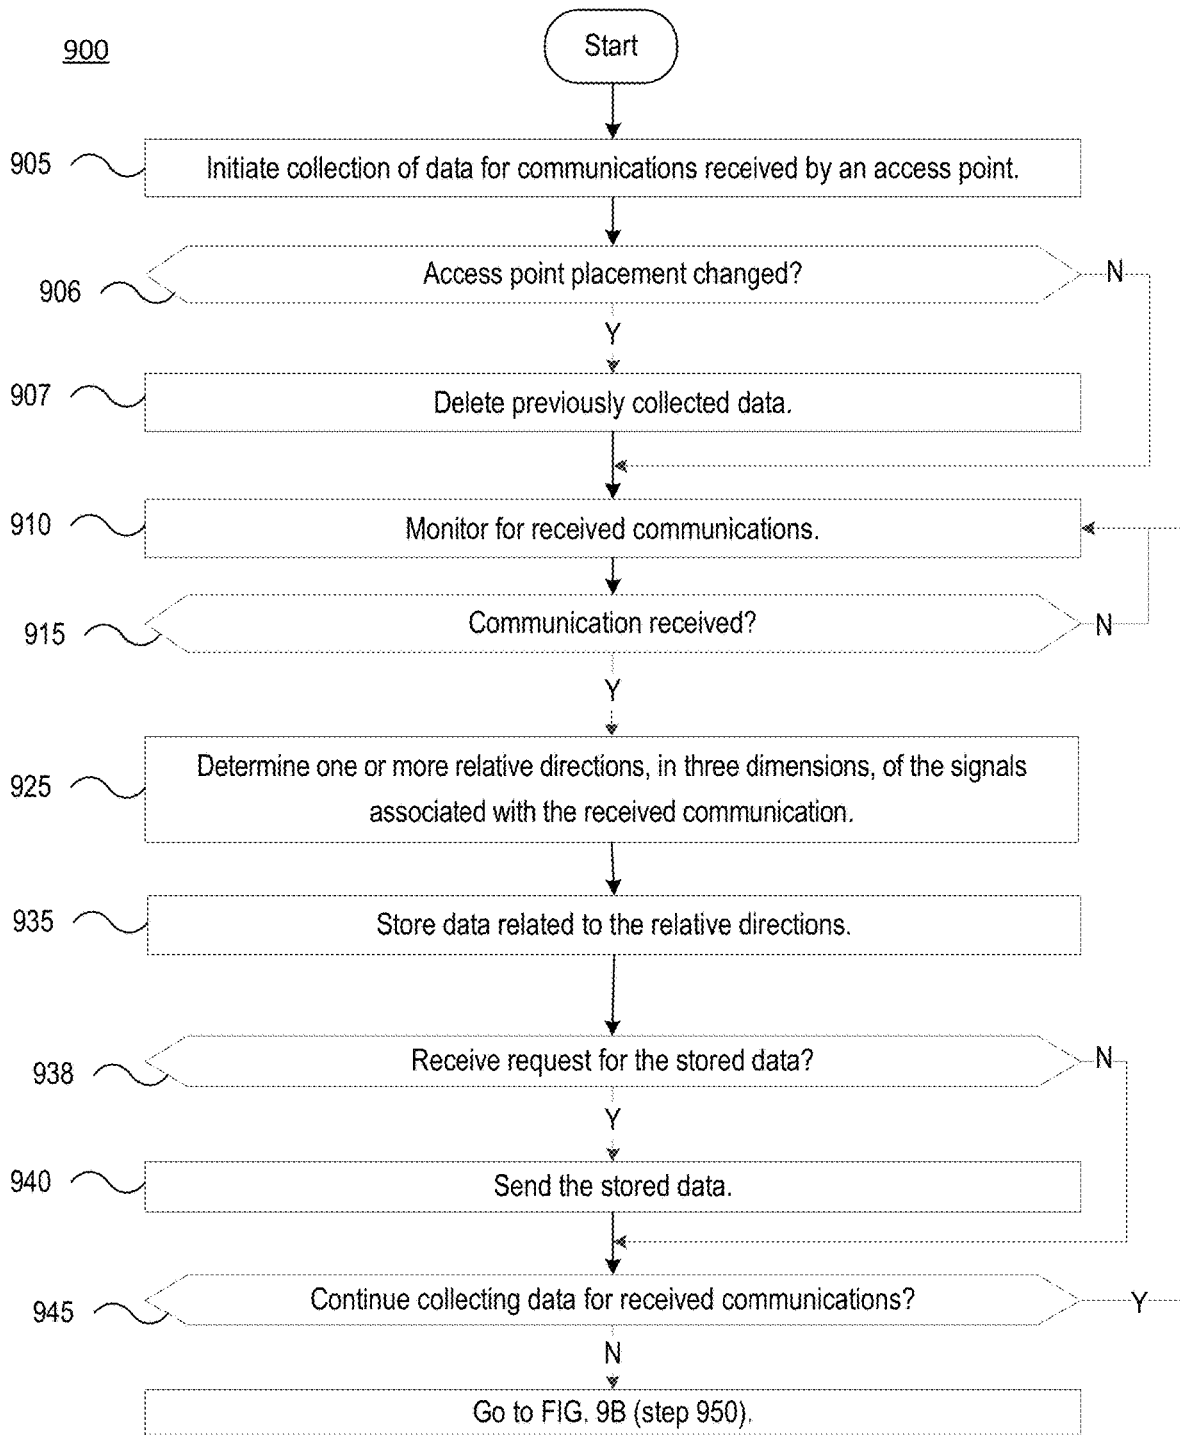 900
Start
905
Initiate collection of data for communications received by an access point.
906
Access point placement changed?
N
Y
907
Delete previously collected data.
910
Monitor for received communications.
915
Communication received?
N
Y
925
Determine one or more relative directions, in three dimensions, of the signals
associated with the received communication.
935
Store data related to the relative directions.
938
Receive request for the stored data?
N
Y
940
Send the stored data.
945
Continue collecting data for received communications?
Y
N
Go to FIG. 9B (step 950).